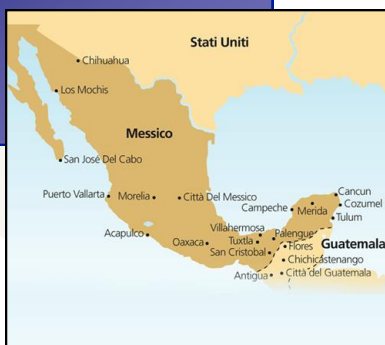 Stati Uniti
Chihuahua
Los Mochis
Messico
San José Del Cabo
Puerto Vallarta
Morelia
Città Del Messico
Cancun
Cozumel
Campeche
Merida
Tulum
Acapulco
Villahermosa
Oaxaca
Tuxtla
Palengue
San Cristobal
Flores
Guatemala
Chichicastenango
Antigua
Città del Guatemala